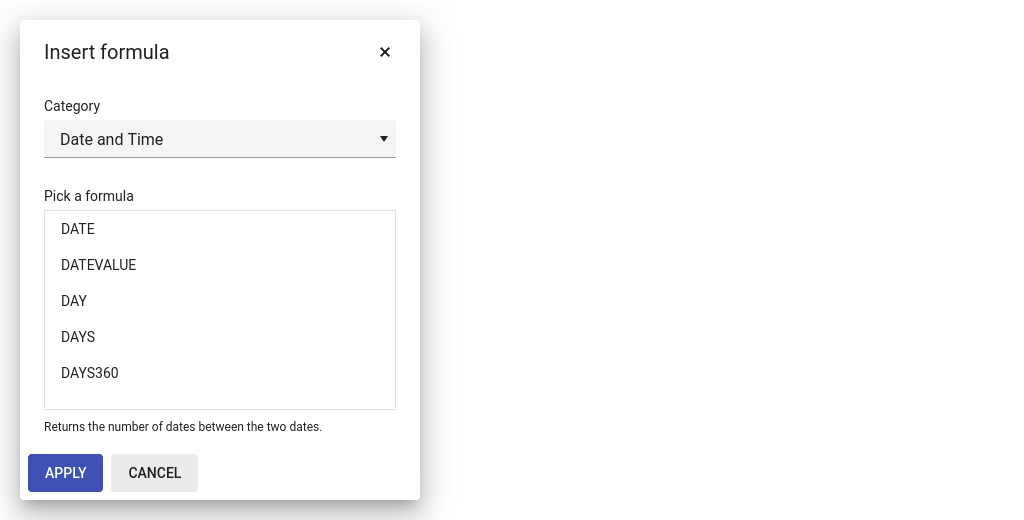 Insert formula
Category
Date and Time
Pick a formula
DATE
DATEVALUE
DAY
DAYS
DAYS360
Returns the number of dates between the two dates.
APPLY CANCEL